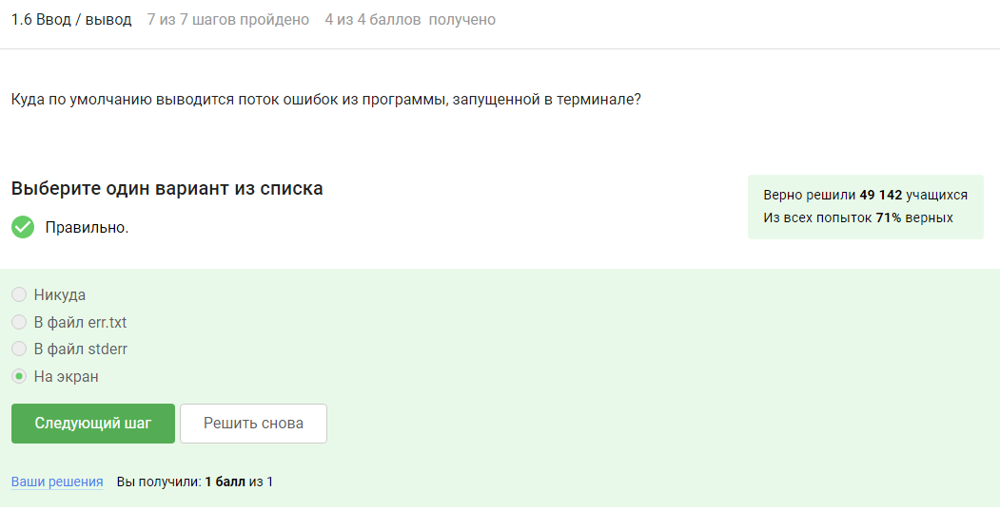 1.6 Ввод / вывод 7 из 7 шагов пройдено 4 из 4 баллов получено
Куда по умолчанию выводится поток ошибок из программы, запущенной в терминале?
Выберите один вариант из списка
Правильно.
Верно решили 49 142 учащихся
Из всех попыток 71% верных
Никуда
В файл err.txt
В файл stderr
На экран
Следующий шаг
Решить снова
Ваши решения Вы получили: 1 балл из 1